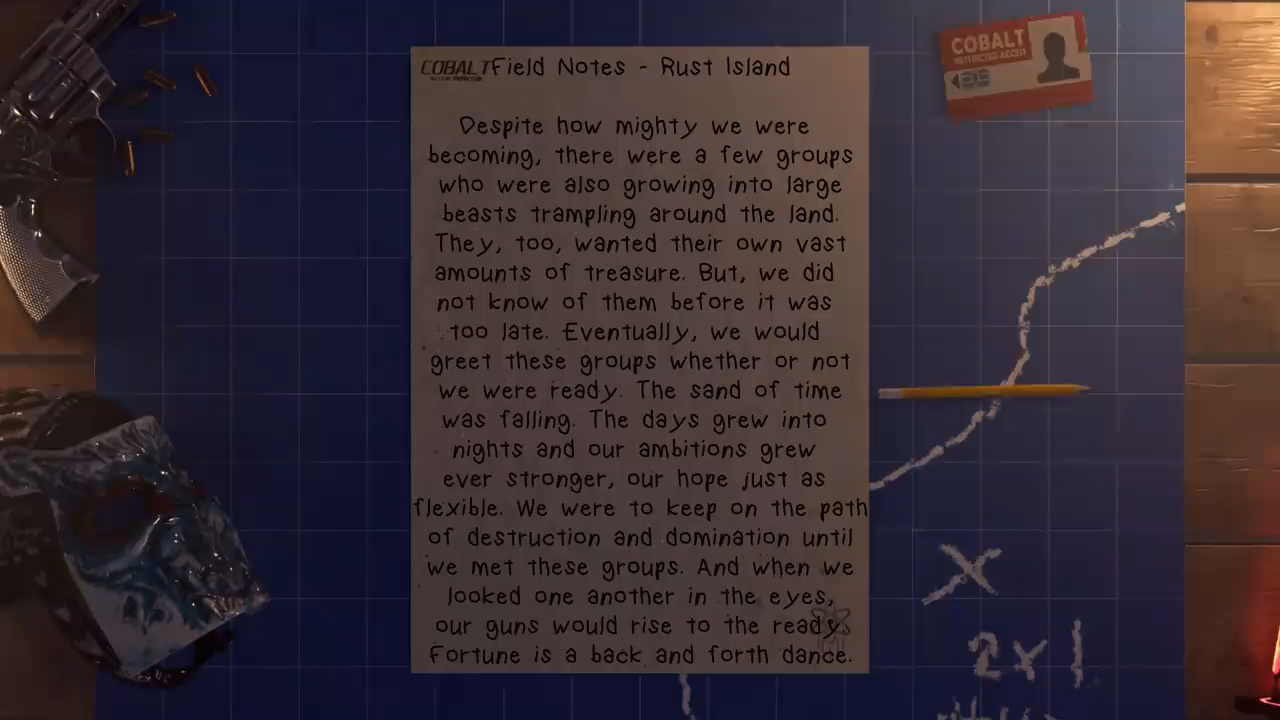 COBALT
Field Notes - Rust Island
Despite how mighty we were
becoming, there were a few groups
who were also growing into large
beasts trampling around the land.
They, too, wanted their own vast
amounts of treasure. But, we did
not know of them before it was
too late. Eventually, we would
greet these groups whether or not
we were ready. The sand of time
was falling. The days grew into
nights and our ambitions grew
ever stronger, our hope just as
flexible. We were to keep on the path
of destruction and domination until
we met these groups. And when we
looked one another in the eyes,
our guns would rise to the ready.
Fortune is a back and forth dance.
COBALT
RESTRICTED ACCESS
X
2x1